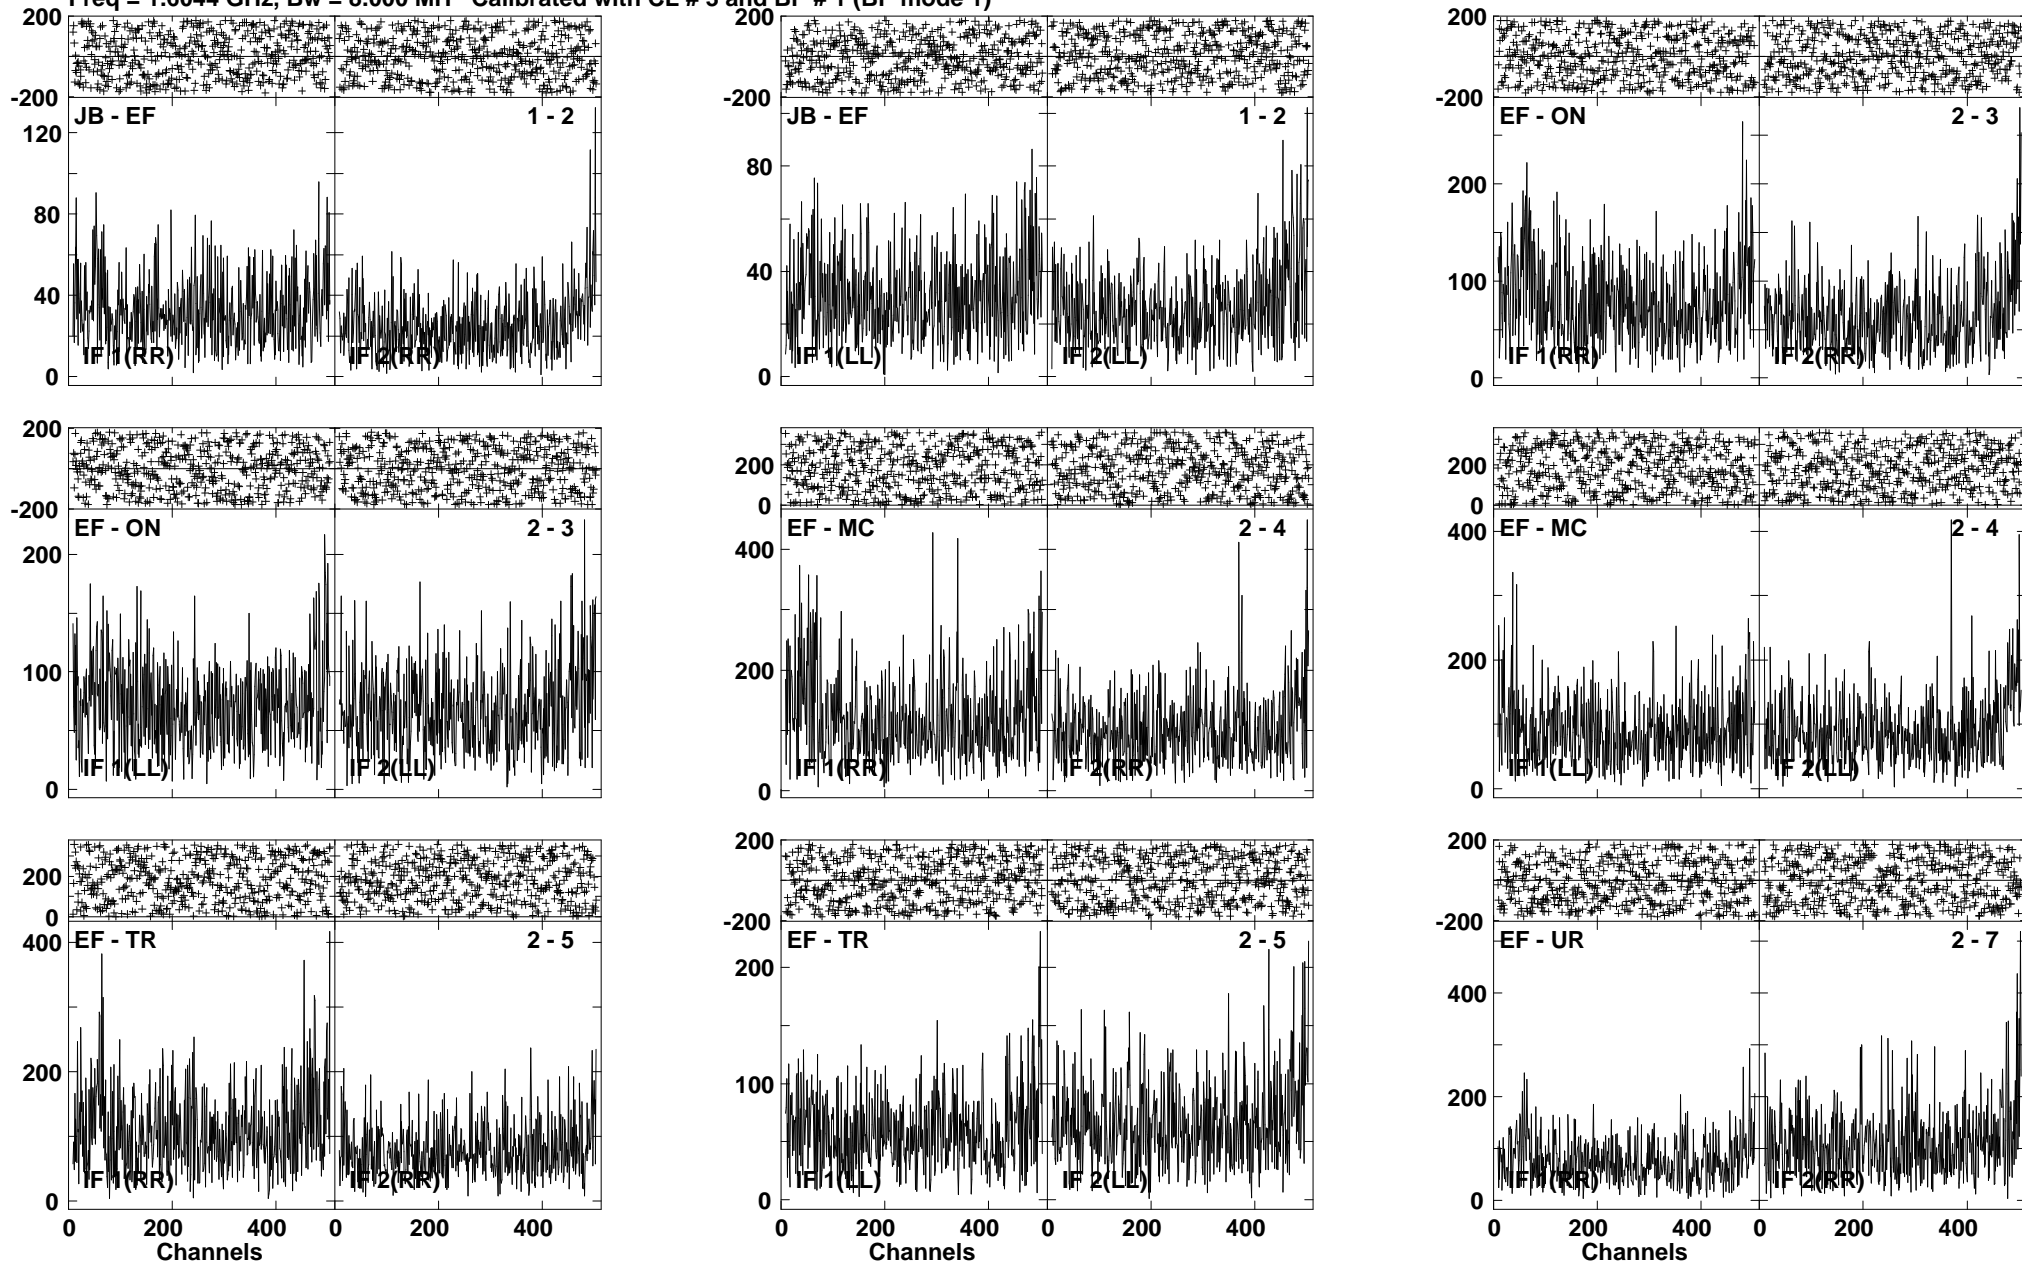 Freq = 1.6044 GHz, Bw = 8.000 MH Calibrated with CL # 3 and BP # 1 (BP mode 1)
200 200 200
-200 -200 -200
JB - EF 1 - 2 JB - EF 1 - 2 EF - ON 2 - 3
120
80 80 200
40 40 100
IF 1(RR) IF 2(RR) IF 1(LL) IF 2(LL) IF 1(RR) IF 2(RR)
0 0 0
200 200 200
-200 0 0
EF - ON 2 - 3 EF - MC 2 - 4 EF - MC 2 - 4
200 400 400
100 200 200
IF 1(LL) IF 2(LL) IF 1(RR) IF 2(RR) IF 1(LL) IF 2(LL)
0 0 0
200 200 200
0 -200 -200
EF - TR 2 - 5 EF - TR 2 - 5 EF - UR 2 - 7
400 200 400
200 100 200
IF 1(RR) IF 2(RR) IF 1(LL) IF 2(LL) IF 1(RR) IF 2(RR)
0 0 0
0 200 400 0 200 400 0 200 400 0 200 400 0 200 400 0 200 400
Channels Channels Channels